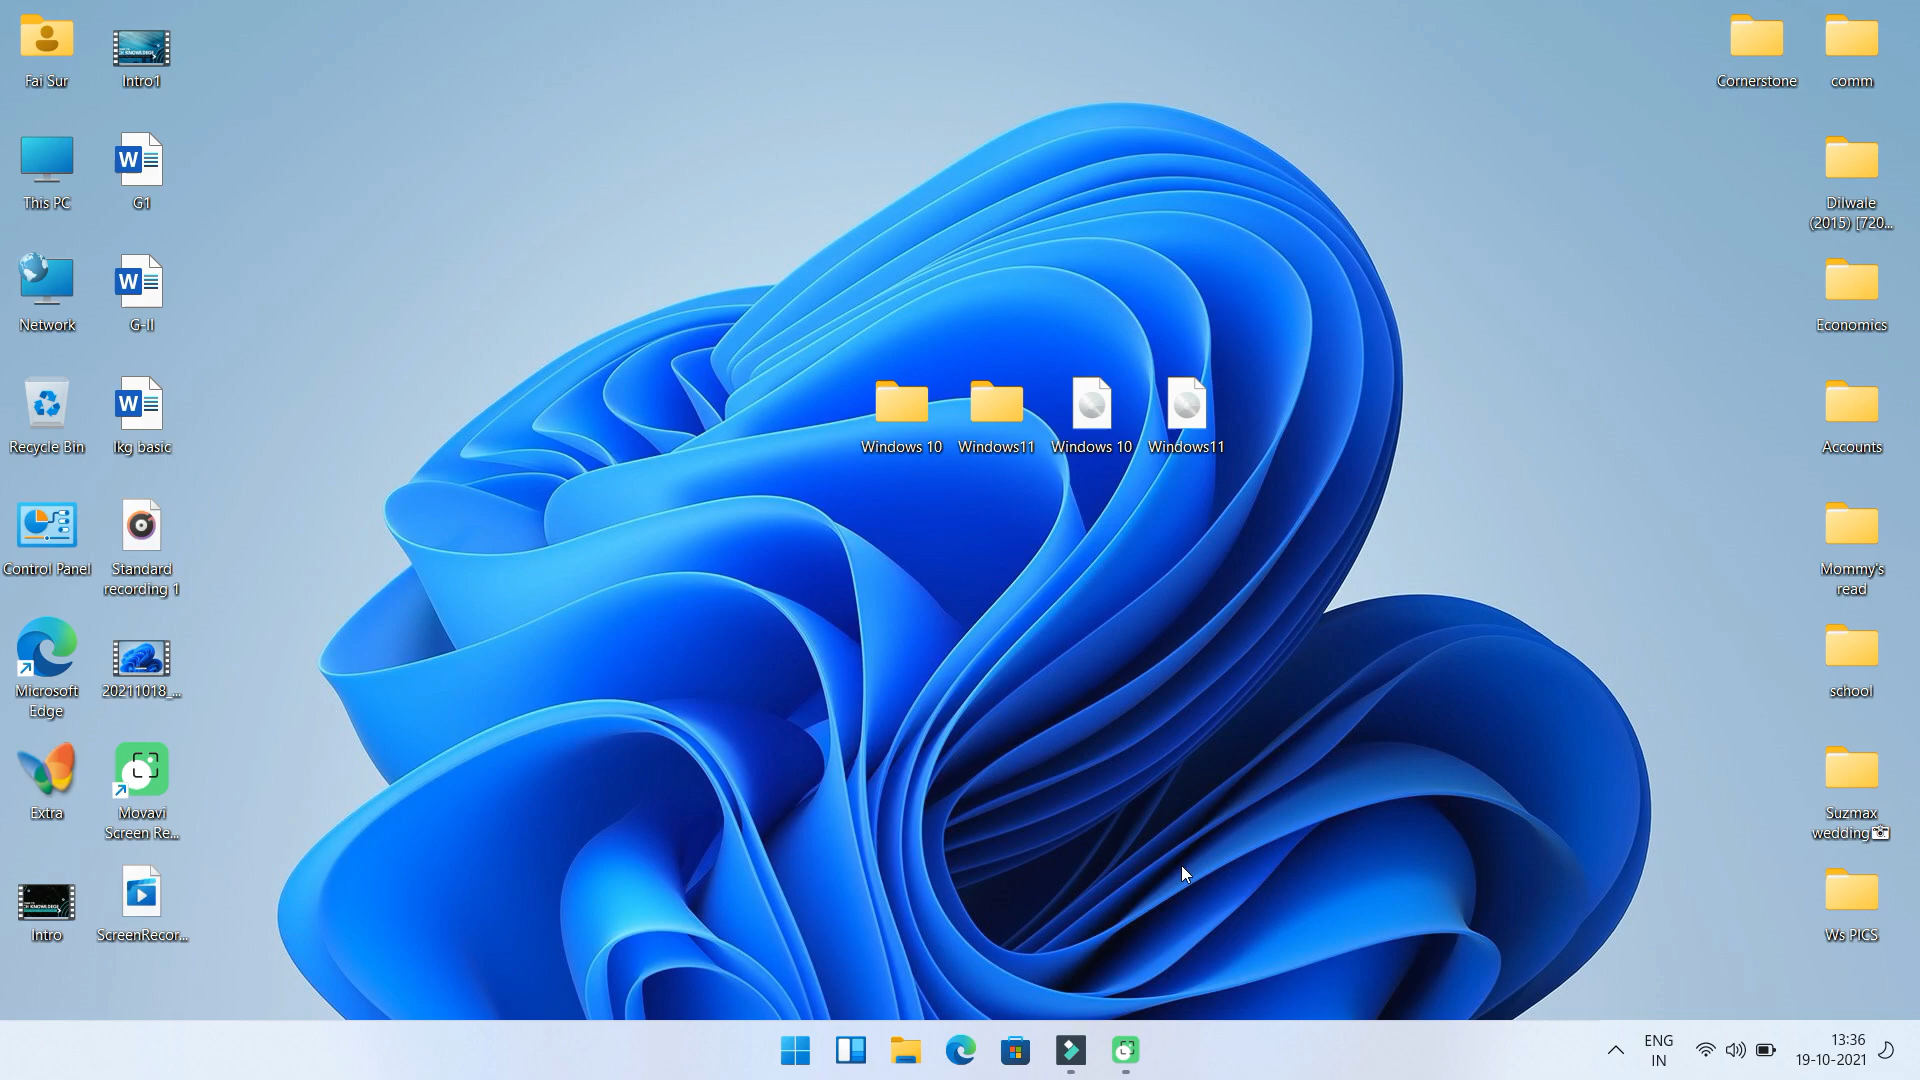 Fai Sur
Intro1
Cornerstone
comm
This PC
G1
Dilwale
(2015) [720...
Network
G-II
Economics
Recycle Bin
lkg basic
Windows 10
Windows11
Windows 10
Windows11
Accounts
Control Panel
Standard
recording 1
Mommy's
read
Microsoft
Edge
20211018_...
school
Extra
Movavi
Screen Re...
Suzmax
wedding📷
Intro
ScreenRecor...
Ws PICS
ENG
IN
13:36
19-10-2021